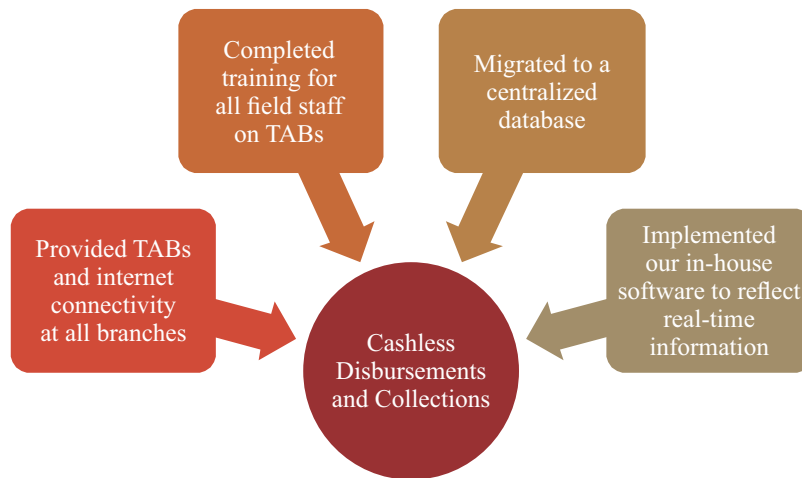 Completed
training for
all field staff
on TABs
Migrated to a
centralized
database
Provided TABs
and internet
connectivity
at all branches
Implemented
our in-house
software to reflect
real-time
information
Cashless
Disbursements
and Collections